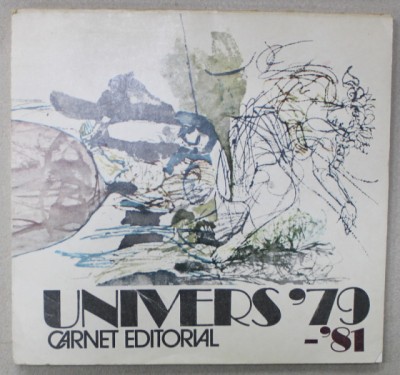 UNIVERS '79
CARNET EDITORIAL - '81